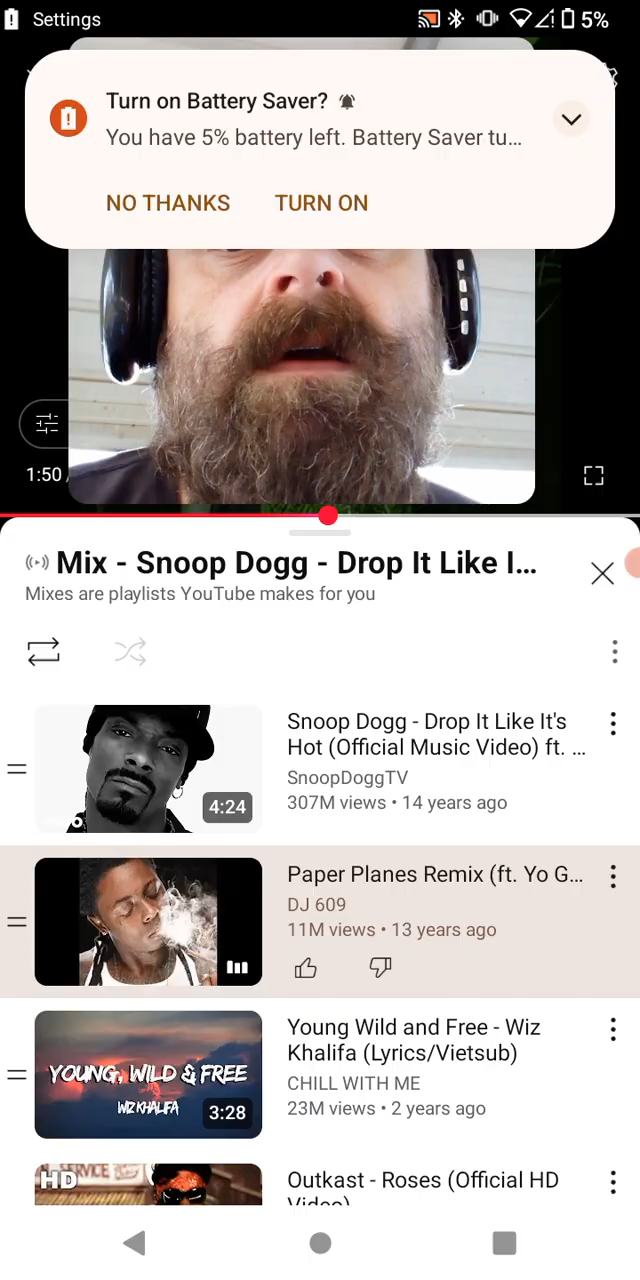 Settings
5%
Turn on Battery Saver?
You have 5% battery left. Battery Saver tu...
NO THANKS TURN ON
1:50
Mix - Snoop Dogg - Drop It Like I...
Mixes are playlists YouTube makes for you
Snoop Dogg - Drop It Like It's
Hot (Official Music Video) ft. ...
SnoopDoggTV
307M views • 14 years ago
4:24
Paper Planes Remix (ft. Yo G...
DJ 609
11M views • 13 years ago
YOUNG, WILD & FREE
WIZ KHALIFA
3:28
Young Wild and Free - Wiz
Khalifa (Lyrics/Vietsub)
CHILL WITH ME
23M views • 2 years ago
HD
SERVICE
Outkast - Roses (Official HD
Video)